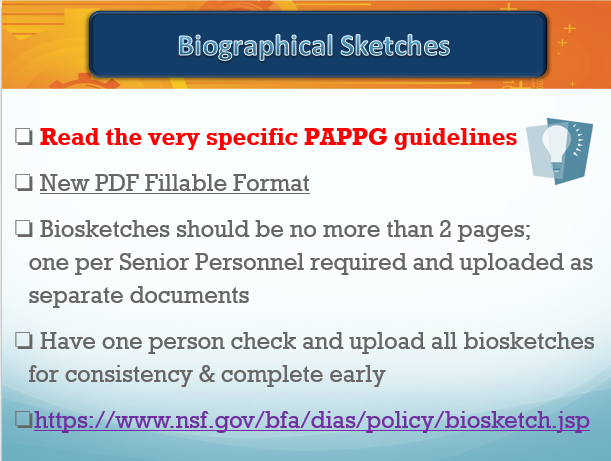 Biographical Sketches
❑ Read the very specific PAPPG guidelines
❑ New PDF Fillable Format
❑ Biosketches should be no more than 2 pages;
one per Senior Personnel required and uploaded as
separate documents
❑ Have one person check and upload all biosketches
for consistency & complete early
❑https://www.nsf.gov/bfa/dias/policy/biosketch.jsp